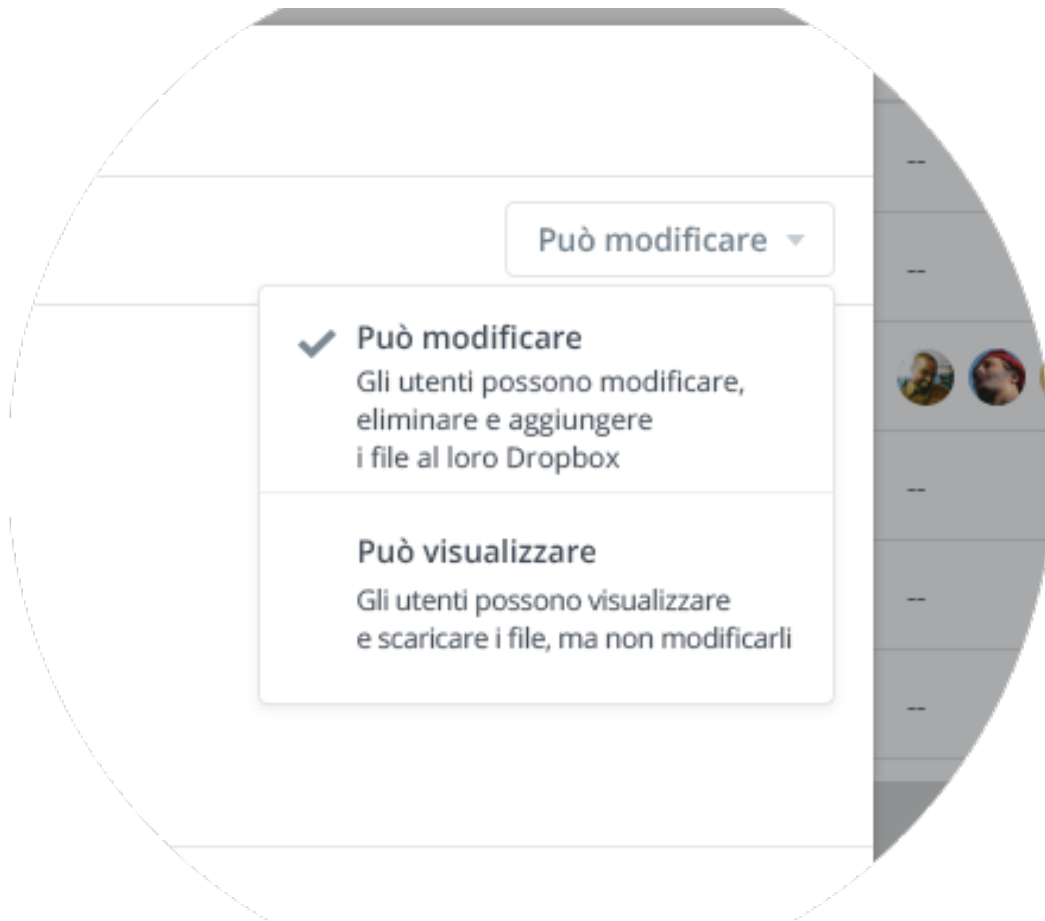 Può modificare
Può modificare
Gli utenti possono modificare,
eliminare e aggiungere
i file al loro Dropbox
Può visualizzare
Gli utenti possono visualizzare
e scaricare i file, ma non modificarli
--
--
--
--
--